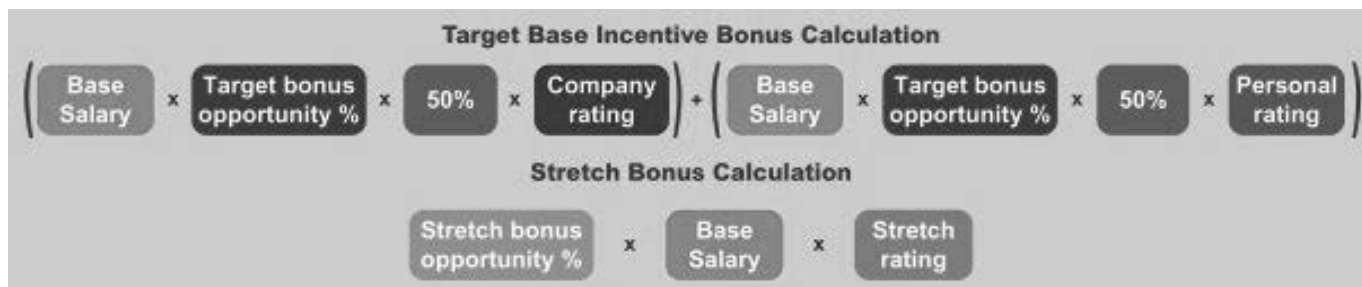 Target Base Incentive Bonus Calculation
( Base Salary x Target bonus opportunity % x 50% x Company rating ) + ( Base Salary x Target bonus opportunity % x 50% x Personal rating )
Stretch Bonus Calculation
Stretch bonus opportunity % x Base Salary x Stretch rating